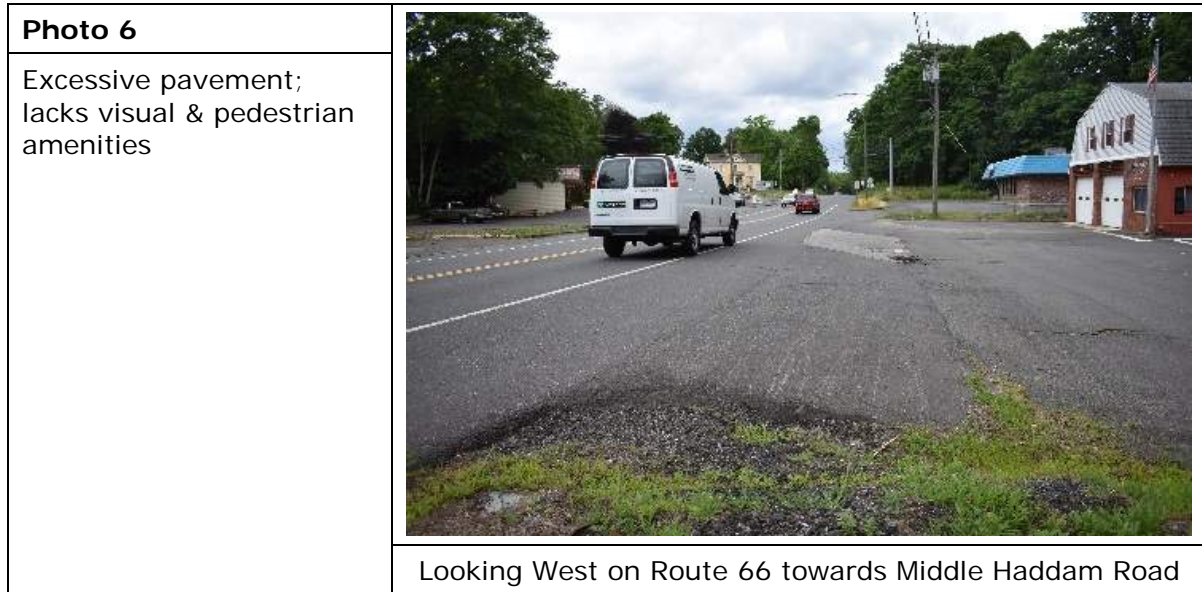 Photo 6
Excessive pavement;
lacks visual & pedestrian
amenities
Looking West on Route 66 towards Middle Haddam Road